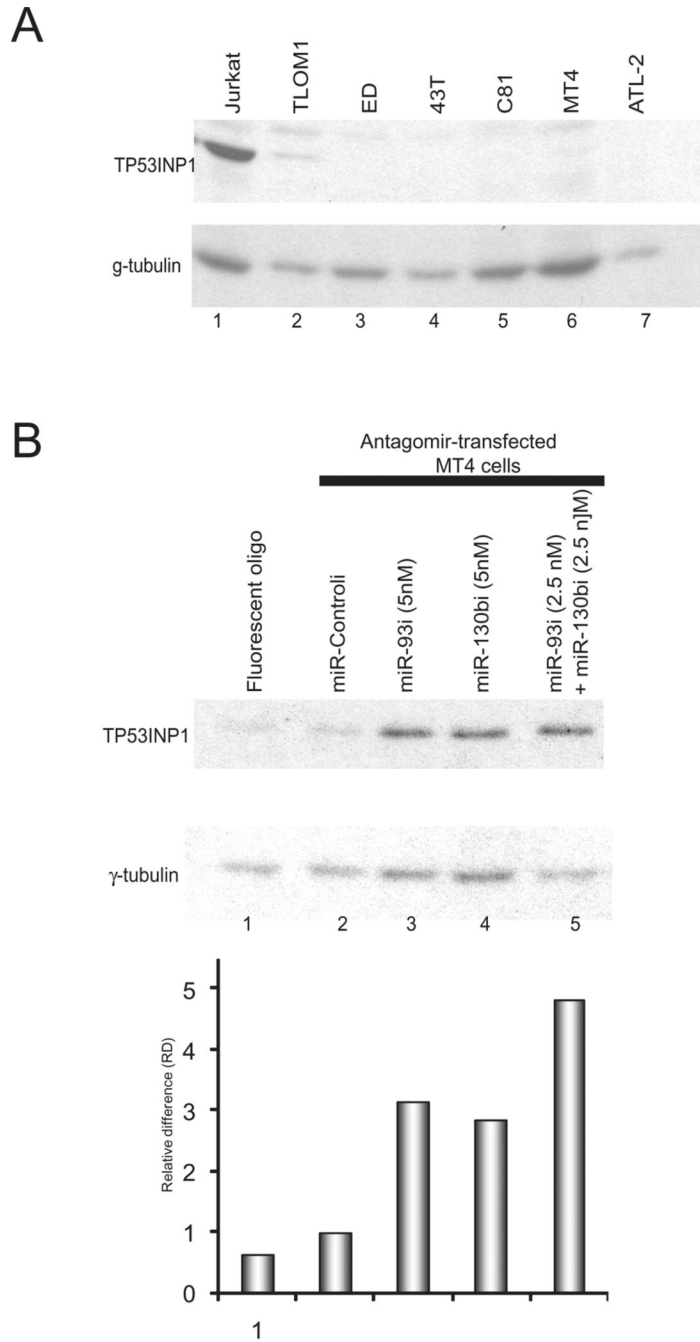 A
Jurkat TLOM1 ED 43T C81 MT4 ATL-2
TP53INP1
g-tubulin
1 2 3 4 5 6 7
B
Antagomir-transfected
MT4 cells
Fluorescent oligo
miR-Controli
miR-93i (5nM)
miR-130bi (5nM)
miR-93i (2.5 nM)
+ miR-130bi (2.5 n]M)
TP53INP1
γ-tubulin
1 2 3 4 5
Relative difference (RD)
5
4
3
2
1
0
1